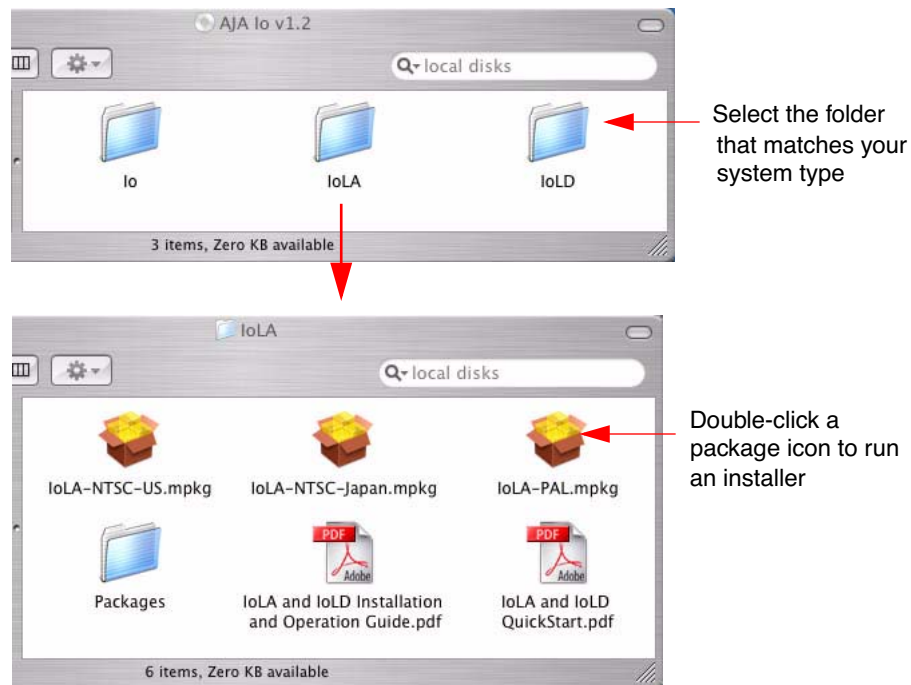 AJA Io v1.2
local disks
Io
IoLA
IoLD
3 items, Zero KB available
Select the folder
that matches your
system type
IoLA
local disks
IoLA-NTSC-US.mpkg
IoLA-NTSC-Japan.mpkg
IoLA-PAL.mpkg
Packages
PDF
Adobe
IoLA and IoLD Installation
and Operation Guide.pdf
PDF
Adobe
IoLA and IoLD
QuickStart.pdf
6 items, Zero KB available
Double-click a
package icon to run
an installer